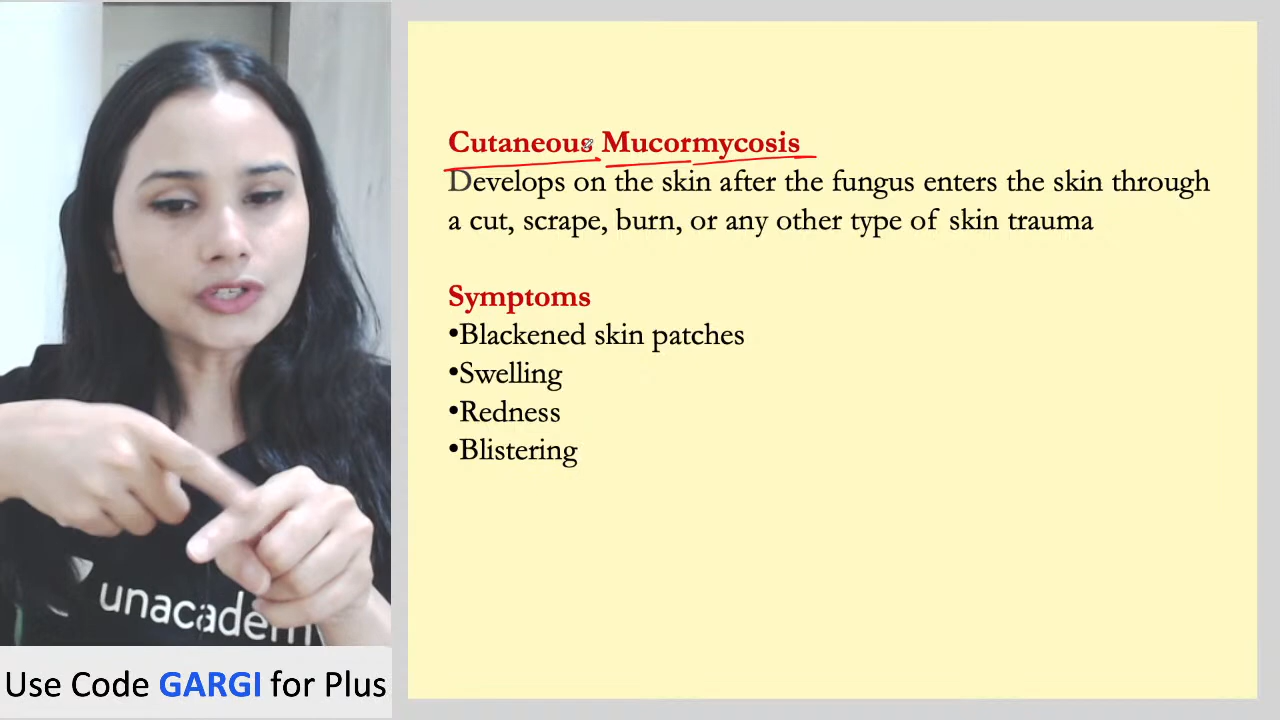 Cutaneous Mucormycosis
Develops on the skin after the fungus enters the skin through
a cut, scrape, burn, or any other type of skin trauma
Symptoms
•Blackened skin patches
•Swelling
•Redness
•Blistering
unacademy
Use Code GARGI for Plus